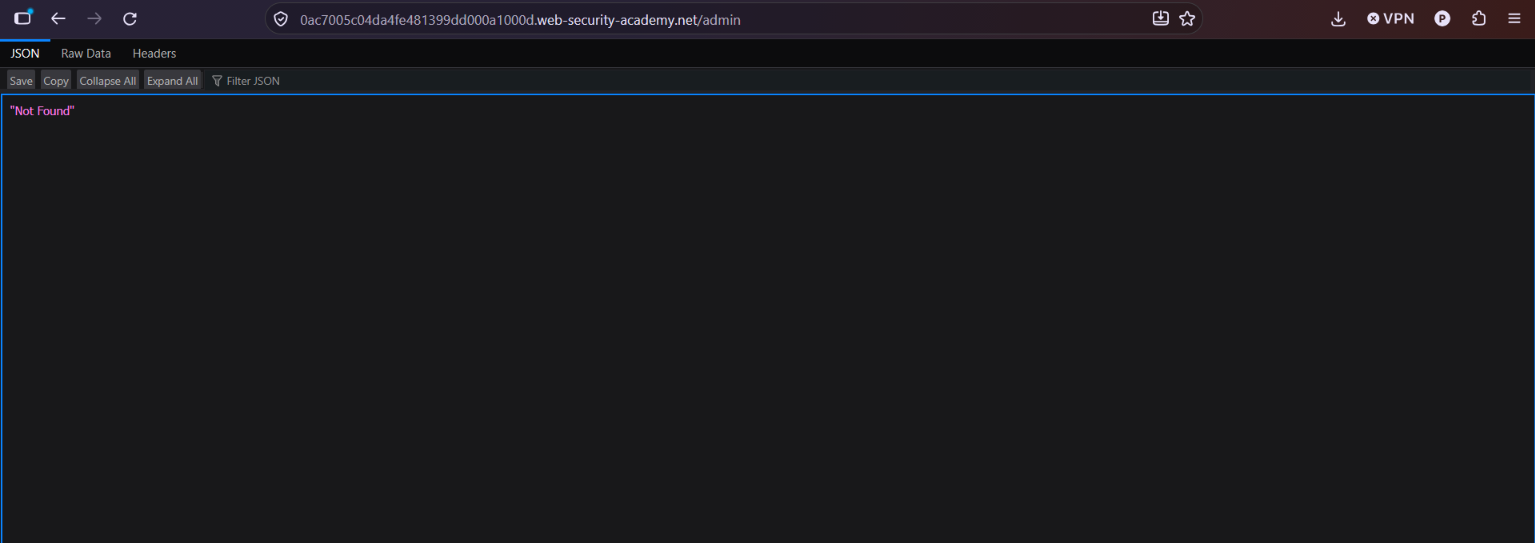 0ac7005c04da4fe481399dd000a1000d.web-security-academy.net/admin
VPN
P
JSON Raw Data Headers
Save Copy Collapse All Expand All Filter JSON
"Not Found"